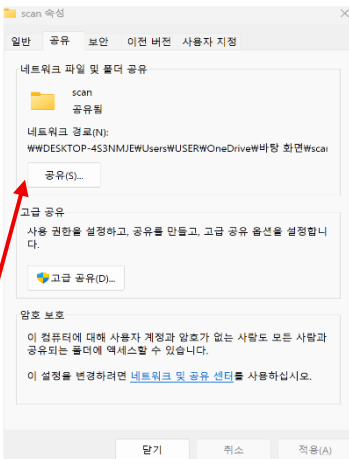 scan 속성
일반 공유 보안 이전 버전 사용자 지정
네트워크 파일 및 폴더 공유
scan
공유됨
네트워크 경로(N):
₩₩DESKTOP-4S3NMJE₩Users₩USER₩OneDrive₩바탕 화면₩scai
공유(S)...
고급 공유
사용 권한을 설정하고, 공유를 만들고, 고급 공유 옵션을 설정합니
다.
고급 공유(D)...
암호 보호
이 컴퓨터에 대해 사용자 계정과 암호가 없는 사람도 모든 사람과
공유되는 폴더에 액세스할 수 있습니다.
이 설정을 변경하려면 네트워크 및 공유 센터를 사용하십시오.
닫기 취소 적용(A)